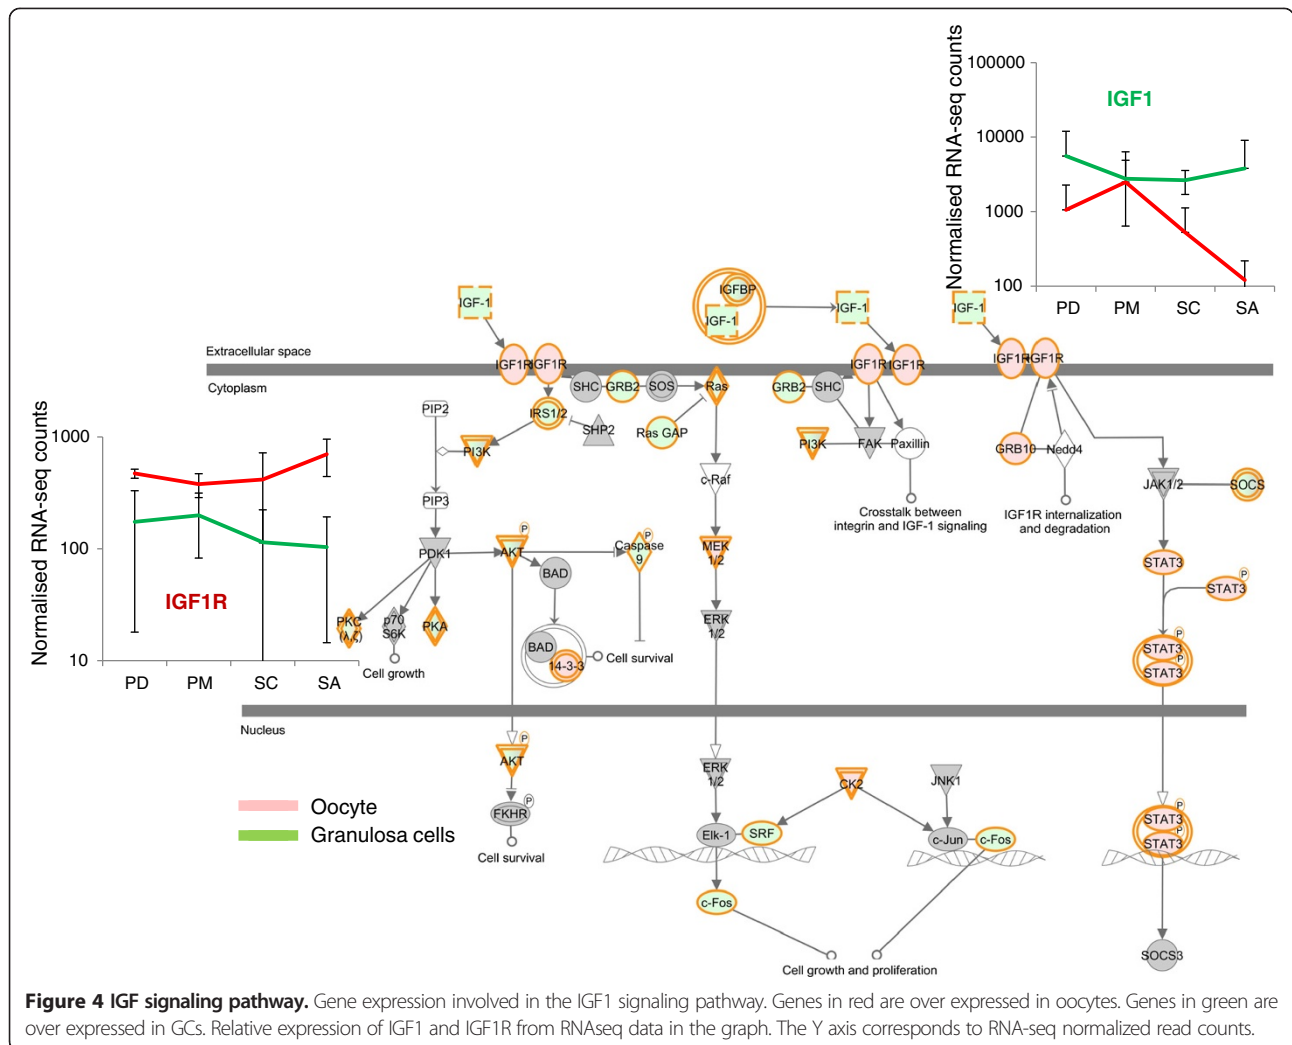 Normalised RNA-seq counts
100000
10000
1000
100
IGF1
PD PM SC SA
IGF-1
IGFBP
IGF-1
IGF-1
IGF-1
Extracellular space
IGF1R IGF1R
IGF1R IGF1R
IGF1R IGF1R
Cytoplasm
SHC GRB2 SOS Ras
GRB2 SHC
PIP2
IRS1/2
SHP2
Ras GAP
PI3K
PI3K FAK Paxillin
GRB10 Nedd4
c-Raf
JAK1/2 SOCS
PIP3
Crosstalk between
integrin and IGF-1 signaling
IGF1R internalization
and degradation
Normalised RNA-seq counts
1000
100
10
IGF1R
PD PM SC SA
P
P
PDK1 AKT
Caspase
9
MEK
1/2
BAD
STAT3
P
STAT3
PKC
(λ,ζ)
p70
S6K
PKA
ERK
1/2
BAD
14-3-3
Cell survival
Cell growth
P
STAT3
P
STAT3
Nucleus
P
AKT
ERK
1/2
CK2
JNK1
P
FKHR
Cell survival
Elk-1 SRF
c-Jun c-Fos
P
STAT3
P
STAT3
Oocyte
Granulosa cells
c-Fos
SOCS3
Cell growth and proliferation
Figure 4 IGF signaling pathway. Gene expression involved in the IGF1 signaling pathway. Genes in red are over expressed in oocytes. Genes in green are
over expressed in GCs. Relative expression of IGF1 and IGF1R from RNAseq data in the graph. The Y axis corresponds to RNA-seq normalized read counts.